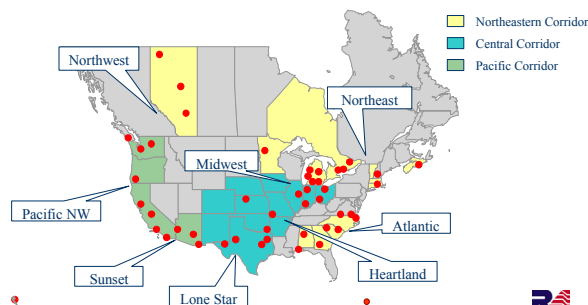 Northeastern Corridor
Central Corridor
Pacific Corridor
Northwest
Northeast
Midwest
Pacific NW
Atlantic
Sunset
Heartland
Lone Star